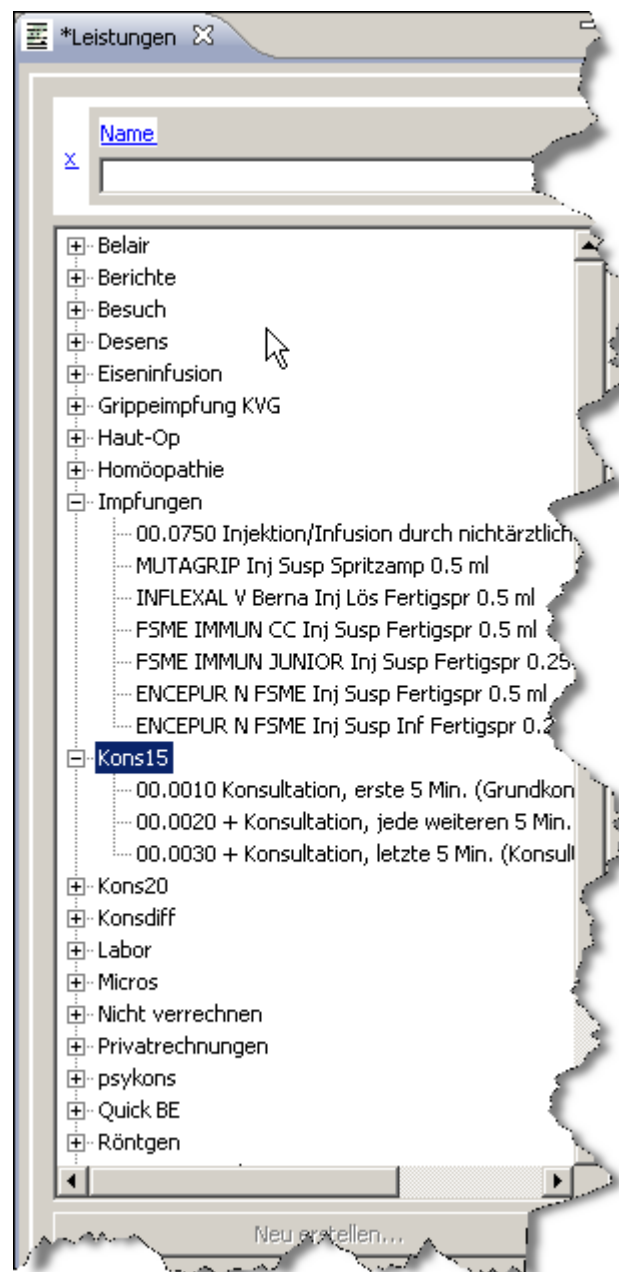 *Leistungen
Name
x
Belair
Berichte
Besuch
Desens
Eiseninfusion
Grippeimpfung KVG
Haut-Op
Homöopathie
Impfungen
00.0750 Injektion/Infusion durch nichtärztlich
MUTAGRIP Inj Susp Spritzamp 0.5 ml
INFLEXAL V Berna Inj Lös Fertigspr 0.5 ml
FSME IMMUN CC Inj Susp Fertigspr 0.5 ml
FSME IMMUN JUNIOR Inj Susp Fertigspr 0.25
ENCEPUR N FSME Inj Susp Fertigspr 0.5 ml
ENCEPUR N FSME Inj Susp Inf Fertigspr 0.2
Kons15
00.0010 Konsultation, erste 5 Min. (Grundkon
00.0020 + Konsultation, jede weiteren 5 Min.
00.0030 + Konsultation, letzte 5 Min. (Konsul
Kons20
Konsdiff
Labor
Micros
Nicht verrechnen
Privatrechnungen
psykons
Quick BE
Röntgen
Neu erstellen...